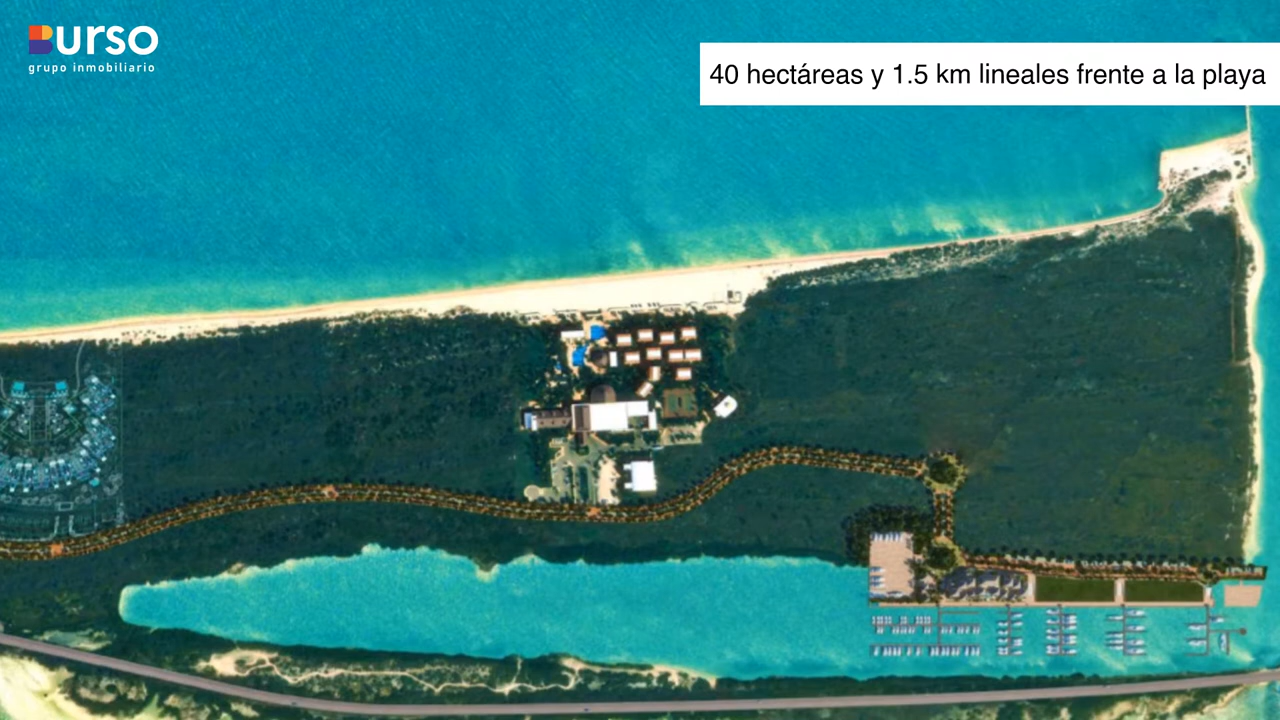 Burso
grupo inmobiliario
40 hectáreas y 1.5 km lineales frente a la playa